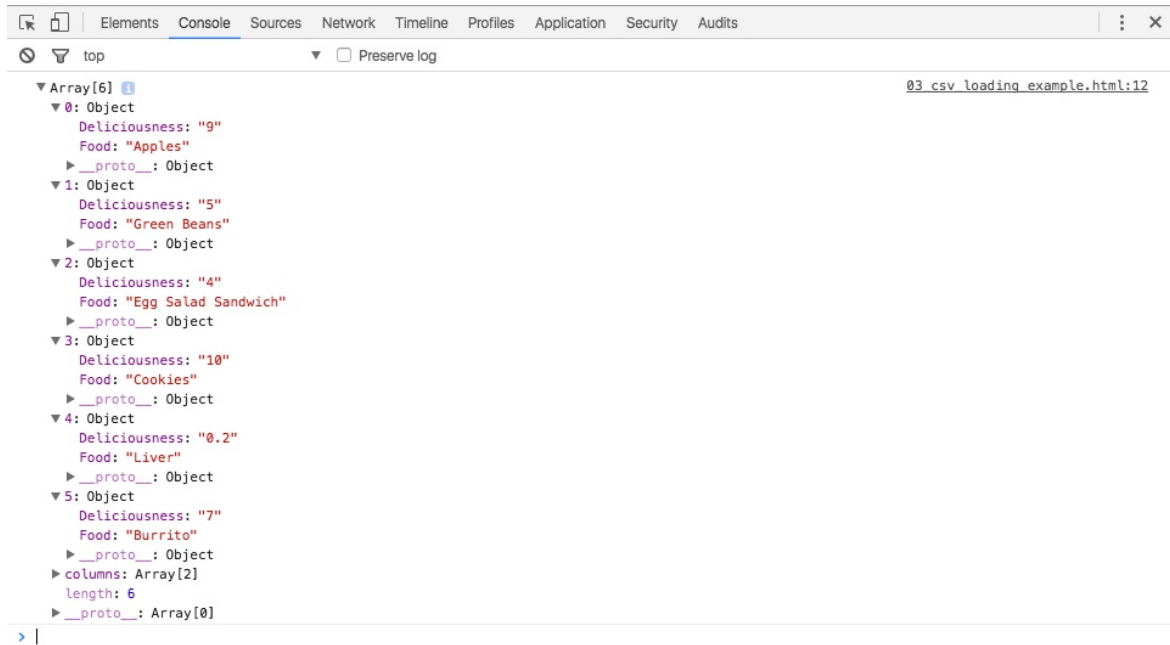 Elements Console Sources Network Timeline Profiles Application Security Audits
top Preserve log
Array[6] i 03_csv_loading_example.html:12
0: Object
Deliciousness: "9"
Food: "Apples"
__proto__: Object
1: Object
Deliciousness: "5"
Food: "Green Beans"
__proto__: Object
2: Object
Deliciousness: "4"
Food: "Egg Salad Sandwich"
__proto__: Object
3: Object
Deliciousness: "10"
Food: "Cookies"
__proto__: Object
4: Object
Deliciousness: "0.2"
Food: "Liver"
__proto__: Object
5: Object
Deliciousness: "7"
Food: "Burrito"
__proto__: Object
columns: Array[2]
length: 6
__proto__: Array[0]